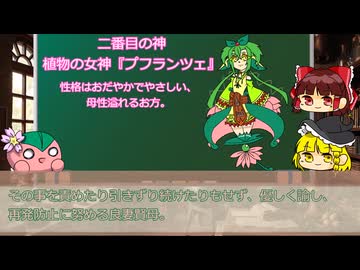 二番目の神
植物の女神『プフランツェ』
性格はおだやかでやさしい、
母性溢れるお方。
その事を責めたり引きずり続けたりもせず、優しく諭し、
再発防止に努める良妻賢母。